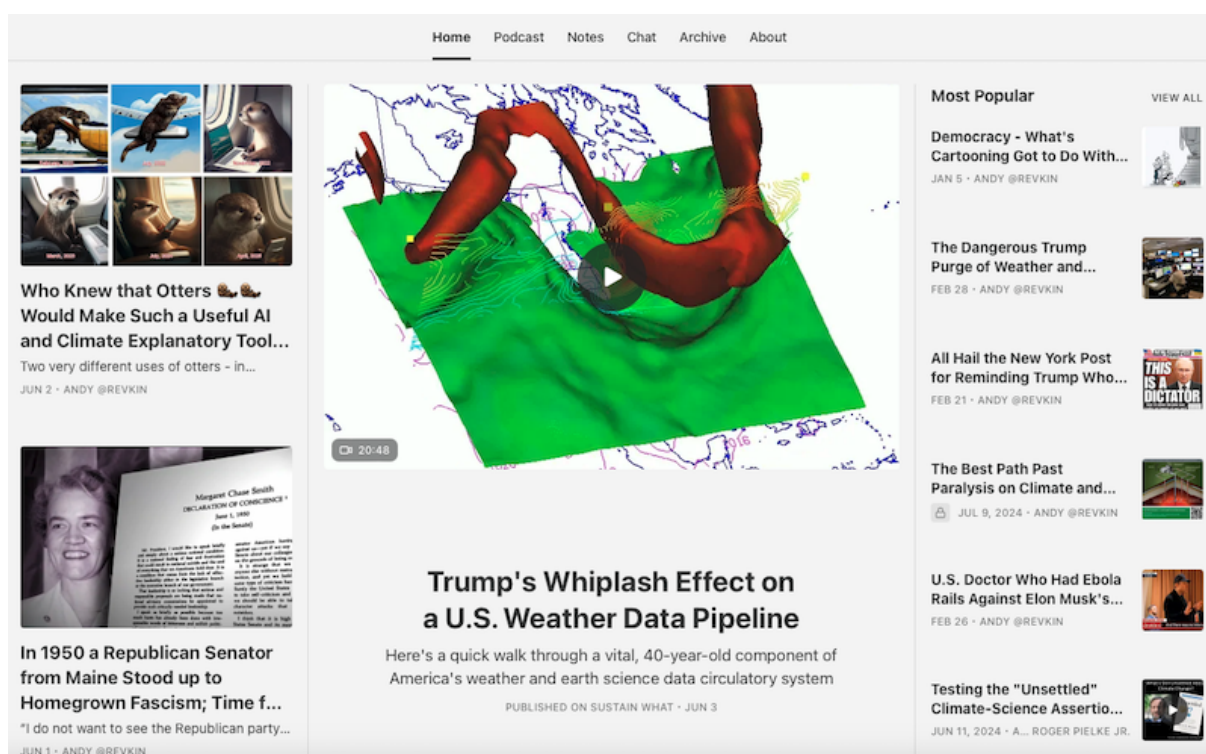 Home Podcast Notes Chat Archive About
Who Knew that Otters 🦦🦦
Would Make Such a Useful AI
and Climate Explanatory Tool...
Two very different uses of otters - in...
JUN 2 • ANDY @REVKIN
Margaret Chase Smith
DECLARATION OF CONSCIENCE
June 1, 1950
(In the Senate)
In 1950 a Republican Senator
from Maine Stood up to
Homegrown Fascism; Time f...
"I do not want to see the Republican party...
JUN 1 • ANDY @REVKIN
20:48
Trump's Whiplash Effect on
a U.S. Weather Data Pipeline
Here's a quick walk through a vital, 40-year-old component of
America's weather and earth science data circulatory system
PUBLISHED ON SUSTAIN WHAT • JUN 3
Most Popular
VIEW ALL
Democracy - What's
Cartooning Got to Do With...
JAN 5 • ANDY @REVKIN
The Dangerous Trump
Purge of Weather and...
FEB 28 • ANDY @REVKIN
All Hail the New York Post
for Reminding Trump Who...
FEB 21 • ANDY @REVKIN
THIS
IS A
DICTATOR
The Best Path Past
Paralysis on Climate and...
JUL 9, 2024 • ANDY @REVKIN
U.S. Doctor Who Had Ebola
Rails Against Elon Musk's...
FEB 26 • ANDY @REVKIN
Testing the "Unsettled"
Climate-Science Assertio...
JUN 11, 2024 • A... ROGER PIELKE JR.